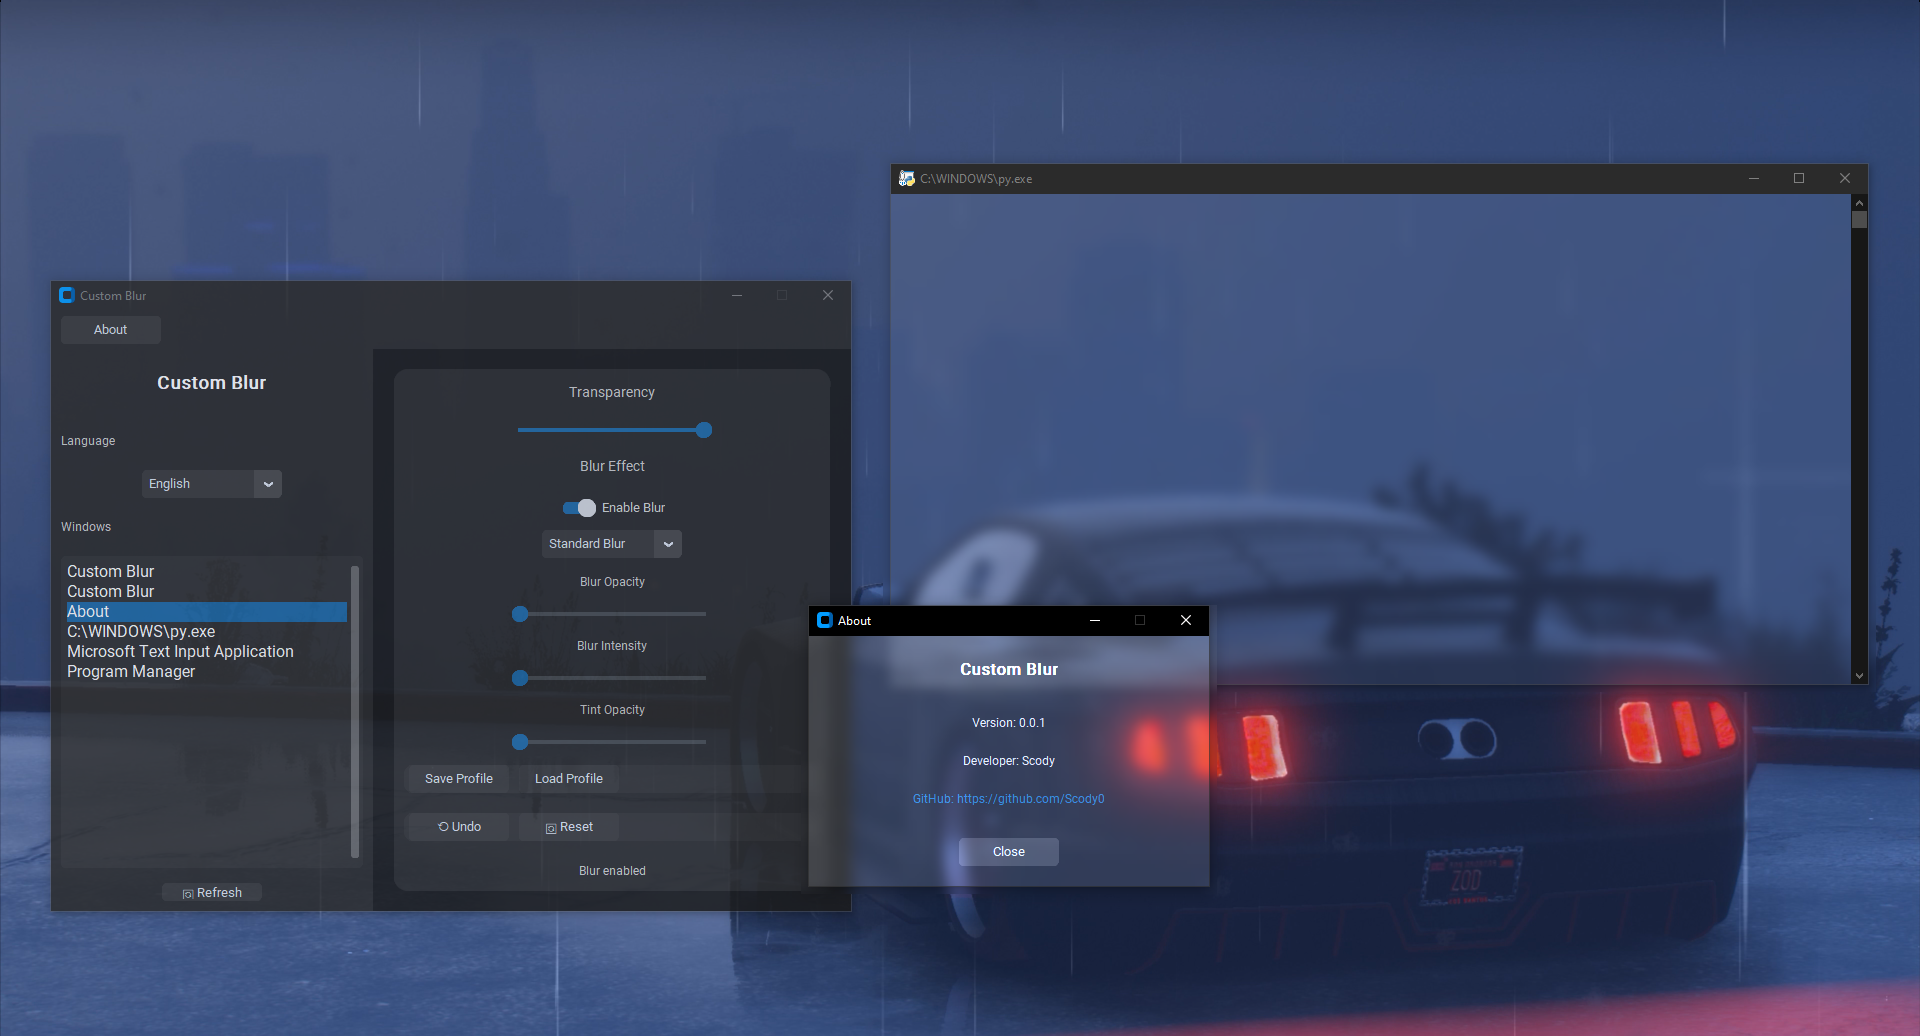 C:\WINDOWS\py.exe
Custom Blur
About
Custom Blur
Language
English
Windows
Custom Blur
Custom Blur
About
C:\WINDOWS\py.exe
Microsoft Text Input Application
Program Manager
Refresh
Transparency
Blur Effect
Enable Blur
Standard Blur
Blur Opacity
Blur Intensity
Tint Opacity
Save Profile
Load Profile
Undo
Reset
Blur enabled
About
Custom Blur
Version: 0.0.1
Developer: Scody
GitHub: https://github.com/Scody0
Close
ZOD